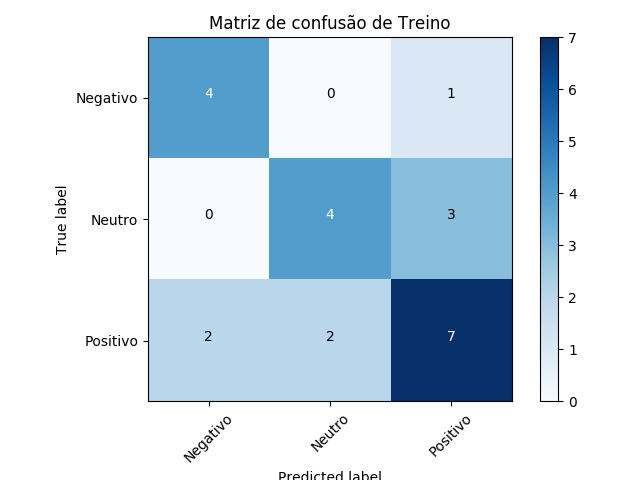 Matriz de confusão de Treino
True label
Negativo 4 0 1
Neutro 0 4 3
Positivo 2 2 7
Negativo Neutro Positivo
Predicted label
7
6
5
4
3
2
1
0